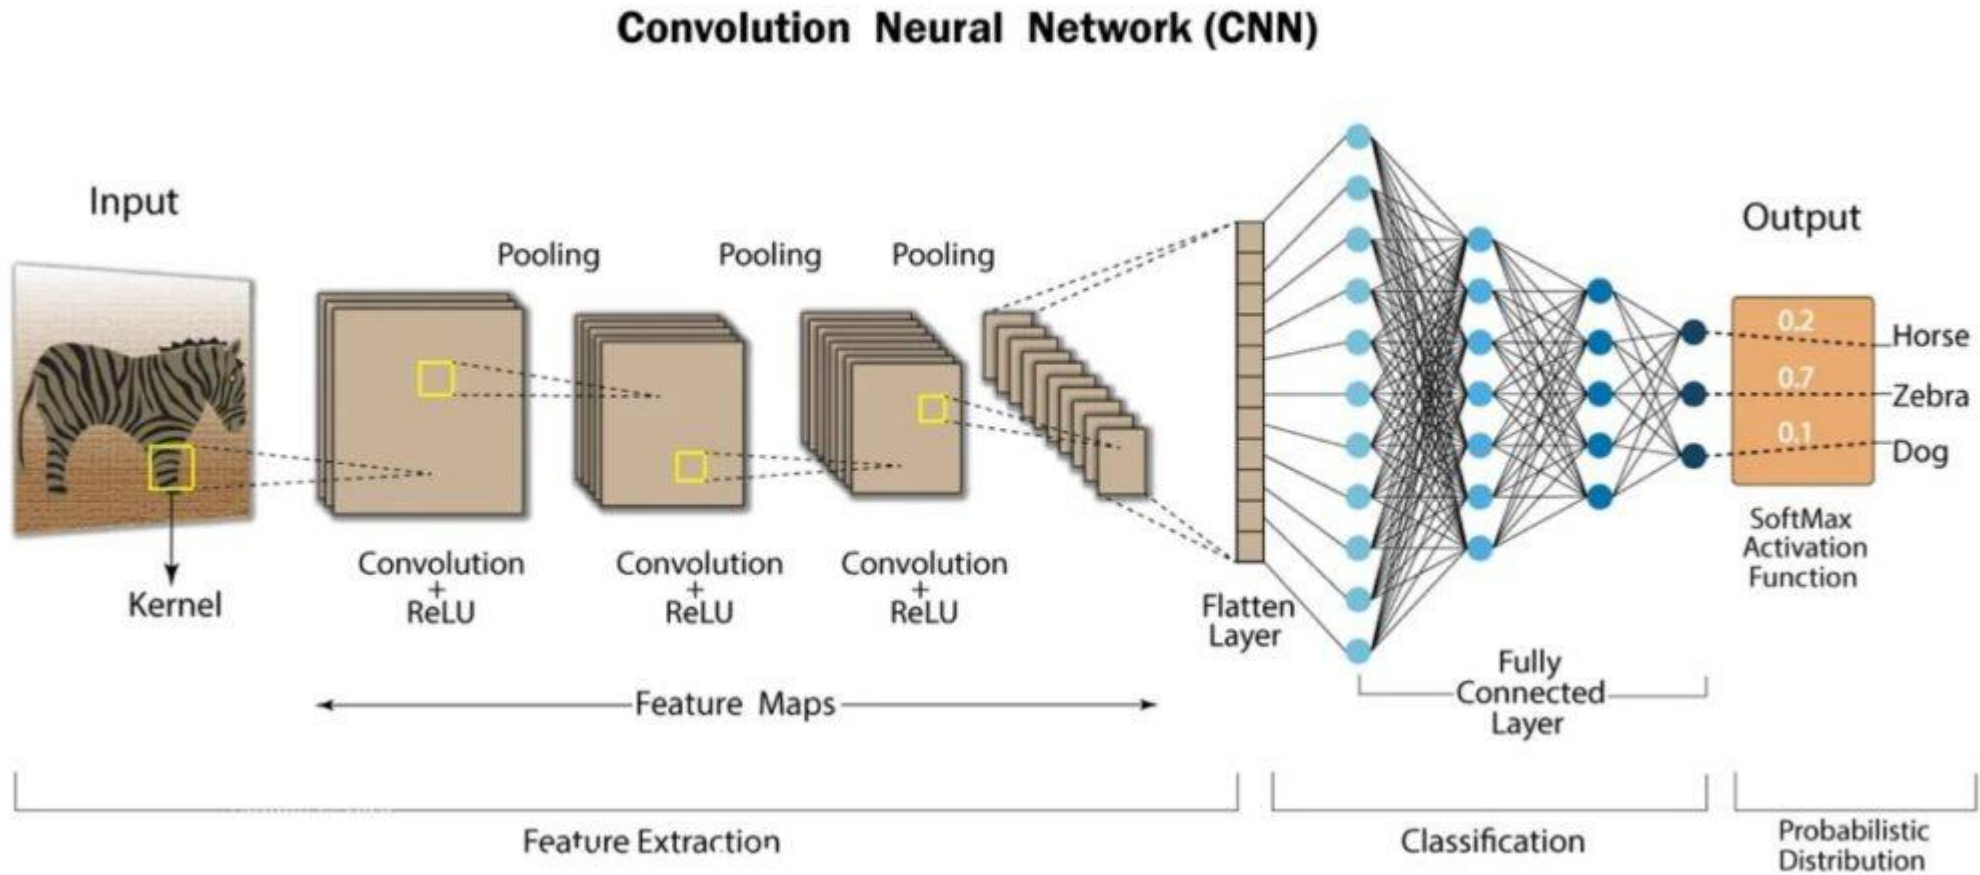 Convolution Neural Network (CNN)
Input
Output
Pooling
Pooling
Pooling
0.2
Horse
0.7
Zebra
0.1
Dog
Kernel
Convolution
+
ReLU
Convolution
+
ReLU
Convolution
+
ReLU
Flatten
Layer
SoftMax
Activation
Function
Fully
Connected
Layer
Feature Maps
Feature Extraction
Classification
Probabilistic
Distribution